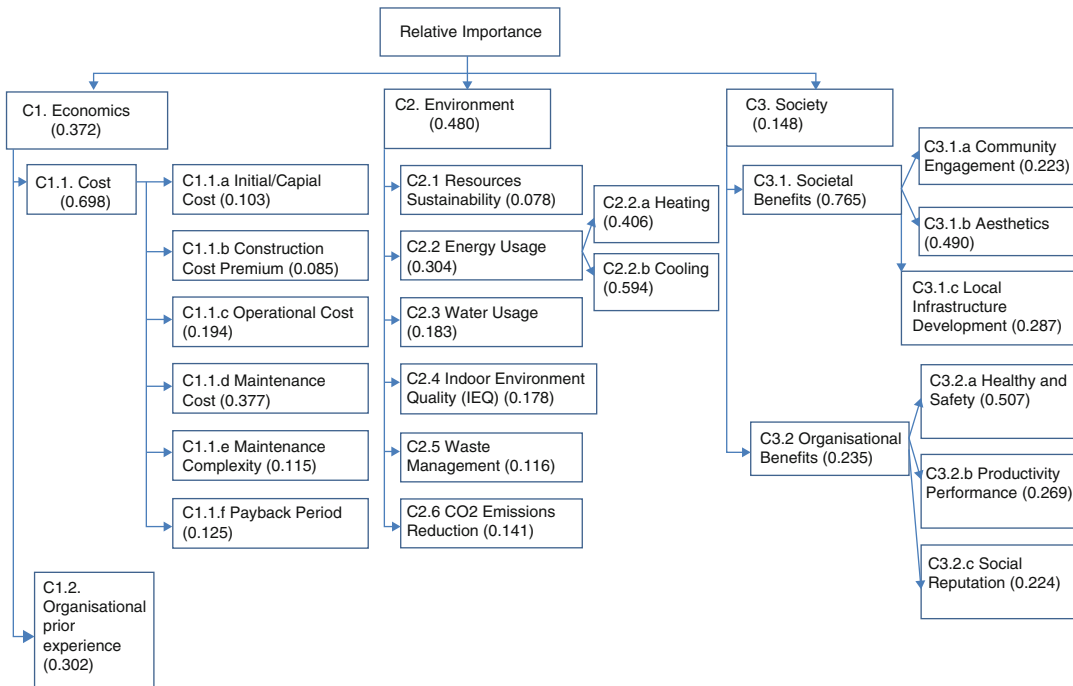 Relative Importance
C1. Economics
(0.372)
C1.1. Cost
(0.698)
C1.1.a Initial/Capial
Cost (0.103)
C1.1.b Construction
Cost Premium (0.085)
C1.1.c Operational Cost
(0.194)
C1.1.d Maintenance
Cost (0.377)
C1.1.e Maintenance
Complexity (0.115)
C1.1.f Payback Period
(0.125)
C1.2.
Organisational
prior
experience
(0.302)
C2. Environment
(0.480)
C2.1 Resources
Sustainability (0.078)
C2.2 Energy Usage
(0.304)
C2.2.a Heating
(0.406)
C2.2.b Cooling
(0.594)
C2.3 Water Usage
(0.183)
C2.4 Indoor Environment
Quality (IEQ) (0.178)
C2.5 Waste
Management (0.116)
C2.6 CO2 Emissions
Reduction (0.141)
C3. Society
(0.148)
C3.1. Societal
Benefits (0.765)
C3.1.a Community
Engagement (0.223)
C3.1.b Aesthetics
(0.490)
C3.1.c Local
Infrastructure
Development (0.287)
C3.2 Organisational
Benefits (0.235)
C3.2.a Healthy and
Safety (0.507)
C3.2.b Productivity
Performance (0.269)
C3.2.c Social
Reputation (0.224)